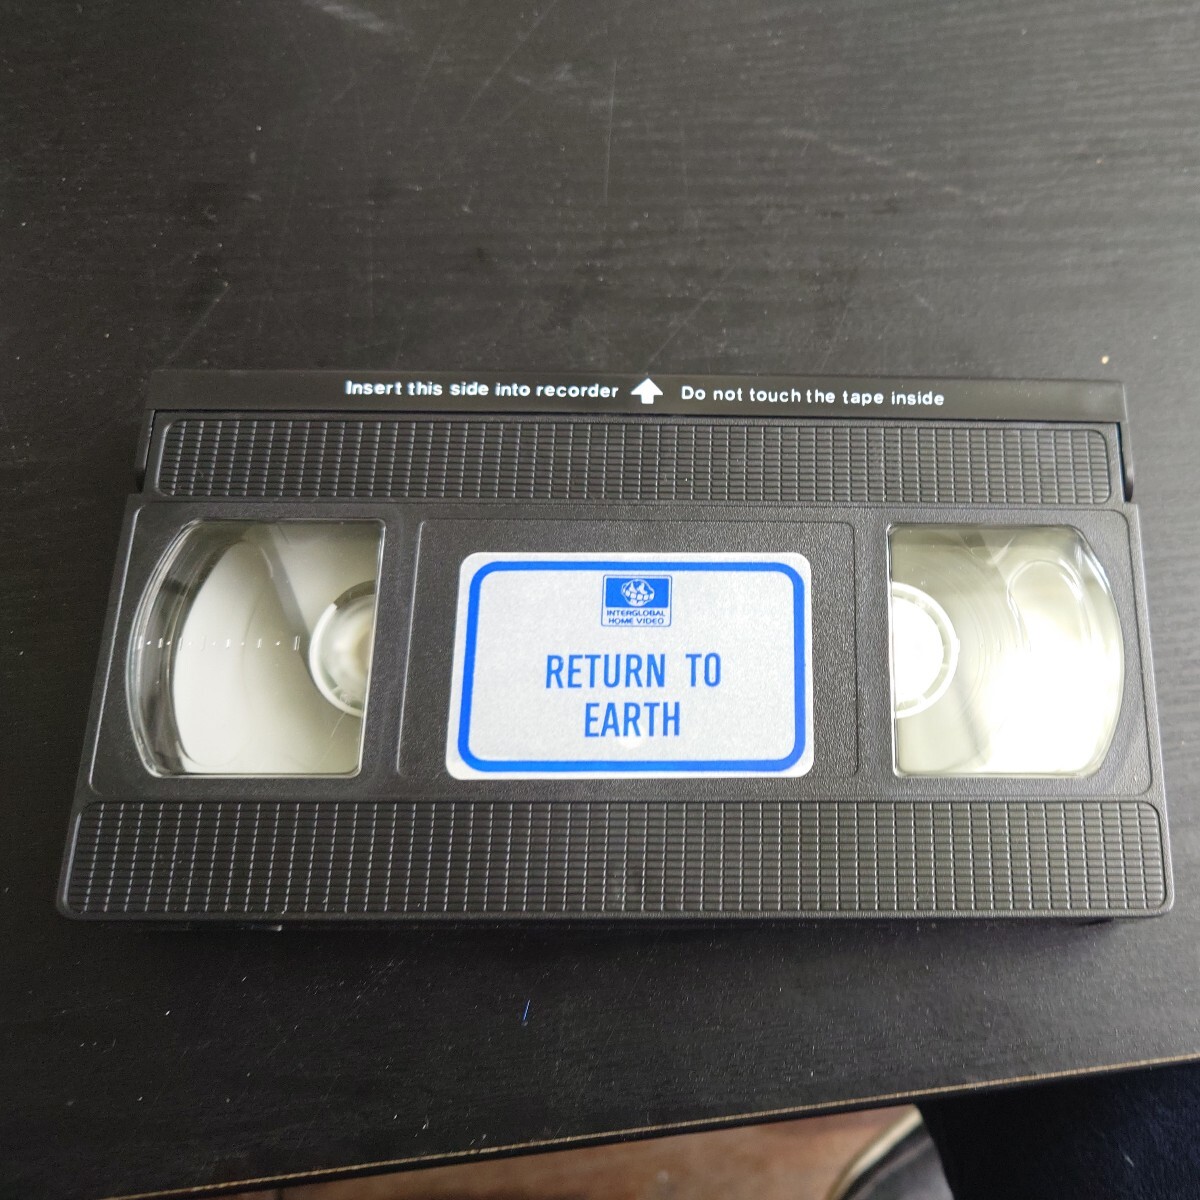 Insert this side into recorder Do not touch the tape inside
INTERGLOBAL
HOME VIDEO
RETURN TO
EARTH